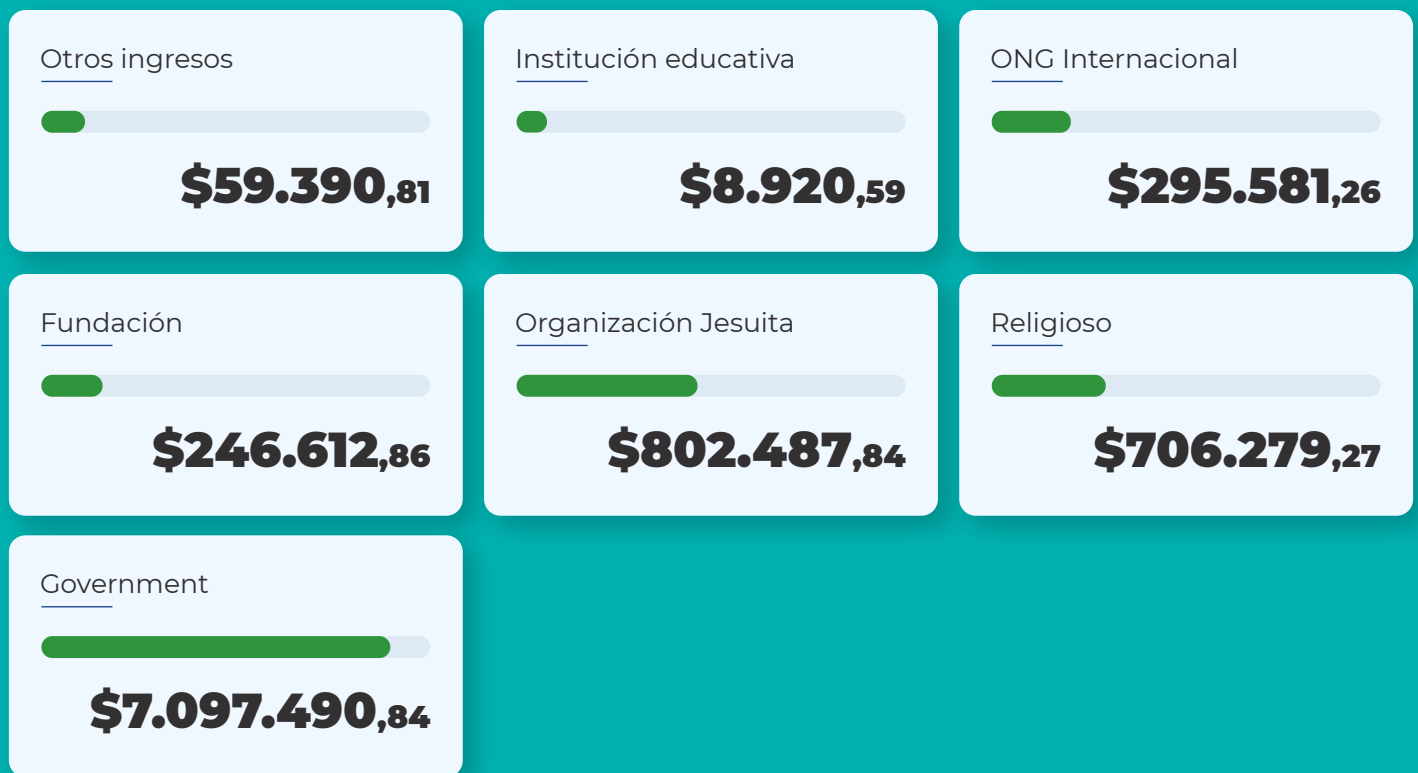 Otros ingresos
$59.390,81
Institución educativa
$8.920,59
ONG Internacional
$295.581,26
Fundación
$246.612,86
Organización Jesuita
$802.487,84
Religioso
$706.279,27
Government
$7.097.490,84